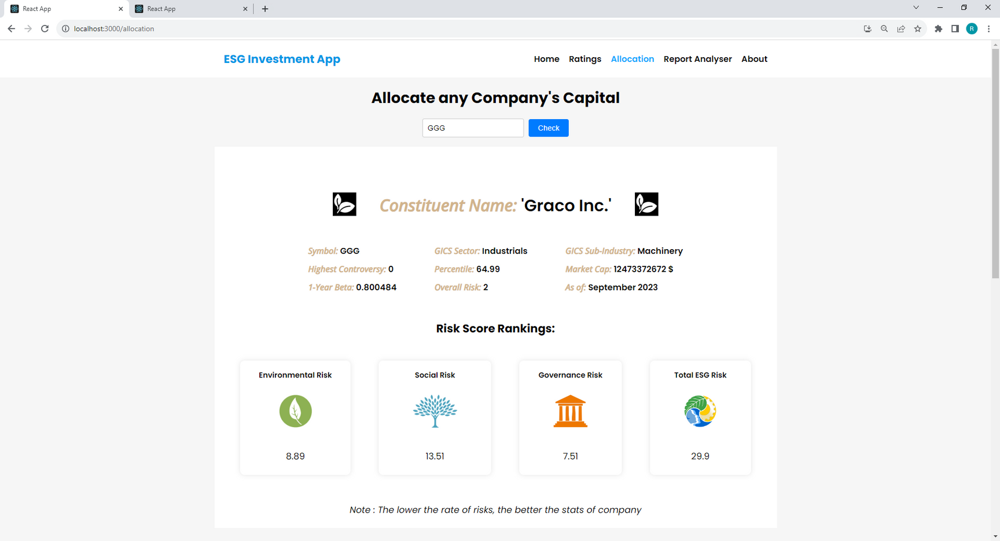 React App
React App
localhost:3000/allocation
R
ESG Investment App
Home Ratings Allocation Report Analyser About
Allocate any Company's Capital
GGG
Check
Constituent Name: 'Graco Inc.'
Symbol: GGG GICS Sector: Industrials GICS Sub-Industry: Machinery
Highest Controversy: 0 Percentile: 64.99 Market Cap: 12473372672 $
1-Year Beta: 0.800484 Overall Risk: 2 As of: September 2023
Risk Score Rankings:
Environmental Risk Social Risk Governance Risk Total ESG Risk
8.89 13.51 7.51 29.9
Note : The lower the rate of risks, the better the stats of company